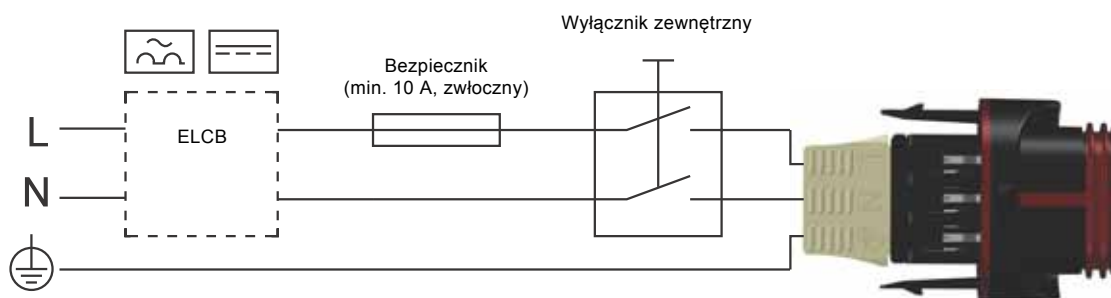 Wyłącznik zewnętrzny
Bezpiecznik
(min. 10 A, zwłoczny)
L
ELCB
N